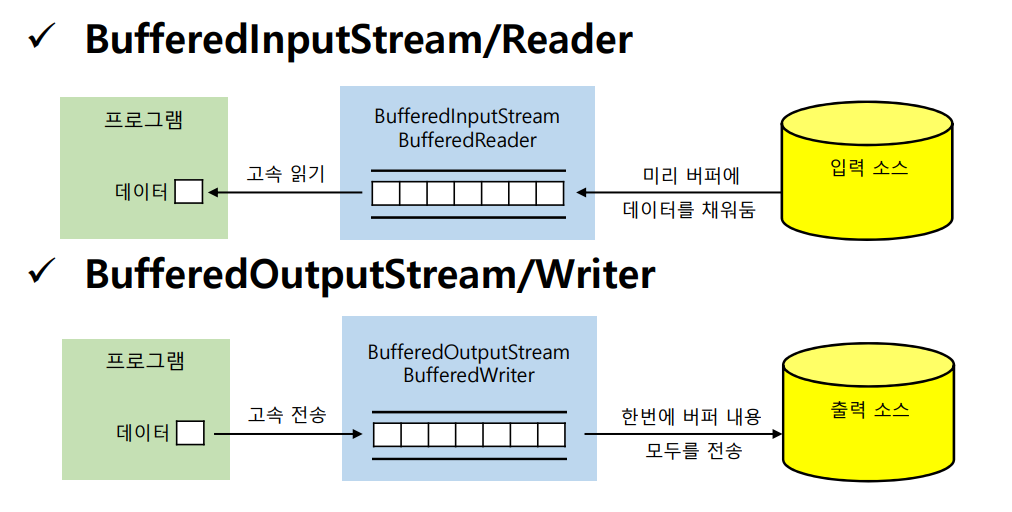 ✓ BufferedInputStream/Reader
프로그램
데이터
고속 읽기
BufferedInputStream
BufferedReader
미리 버퍼에
데이터를 채워둠
입력 소스
✓ BufferedOutputStream/Writer
프로그램
데이터
고속 전송
BufferedOutputStream
BufferedWriter
한번에 버퍼 내용
모두를 전송
출력 소스